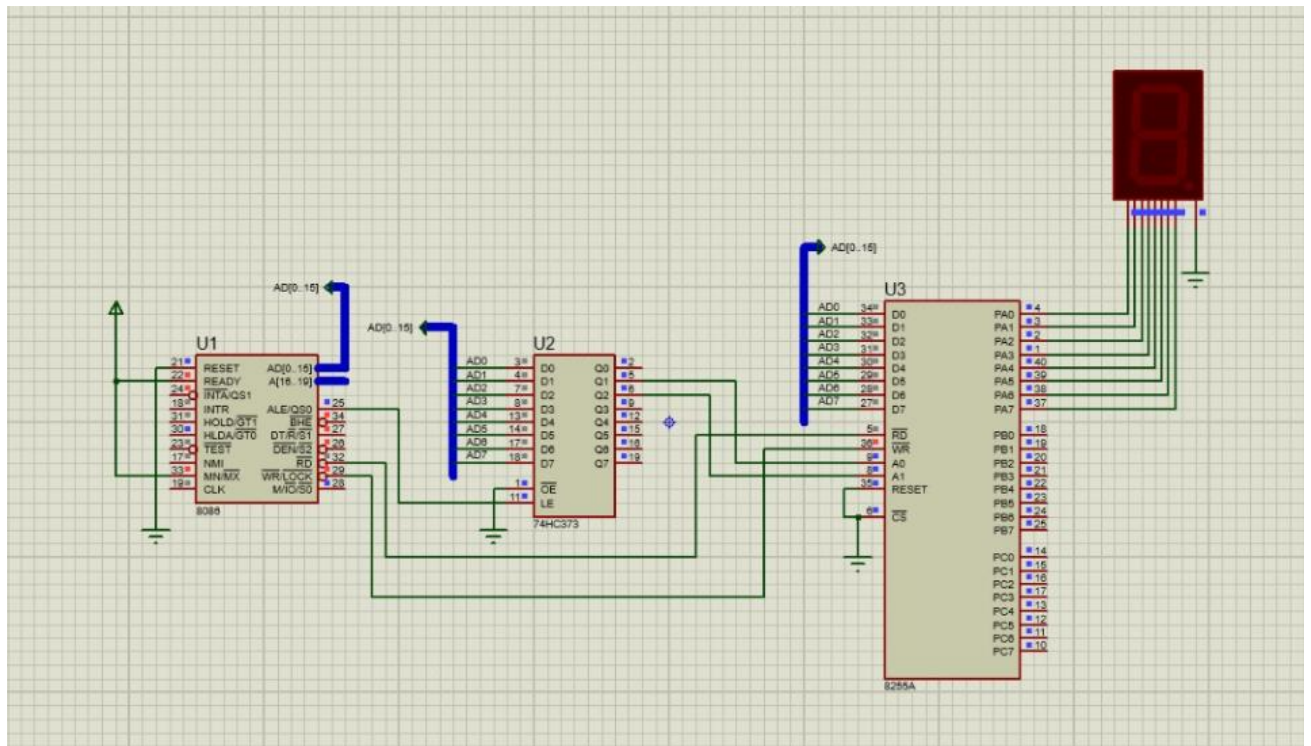 AD[0..15]
AD[0..15]
AD[0..15]
U1
21 RESET AD[0..15]
22 READY A[16..19]
24 INTA/QS1
18 INTR ALE/QS0 25
31 HOLD/GT1 BHE 34
30 HLDA/GT0 DT/R/S1 27
23 TEST DEN/S2 26
17 NMI RD 32
33 MN/MX WR/LOCK 29
19 CLK M/IO/S0 28
8086
U2
AD0 3 D0 Q0 2
AD1 4 D1 Q1 5
AD2 7 D2 Q2 6
AD3 8 D3 Q3 9
AD4 13 D4 Q4 12
AD5 14 D5 Q5 15
AD6 17 D6 Q6 16
AD7 18 D7 Q7 19
1 OE
11 LE
74HC373
U3
AD0 34 D0 PA0 4
AD1 33 D1 PA1 3
AD2 32 D2 PA2 2
AD3 31 D3 PA3 1
AD4 30 D4 PA4 40
AD5 29 D5 PA5 39
AD6 28 D6 PA6 38
AD7 27 D7 PA7 37
5 RD PB0 18
36 WR PB1 19
9 A0 PB2 20
8 A1 PB3 21
35 RESET PB4 22
PB5 23
6 CS PB6 24
PB7 25
PC0 14
PC1 15
PC2 16
PC3 17
PC4 13
PC5 12
PC6 11
PC7 10
8255A